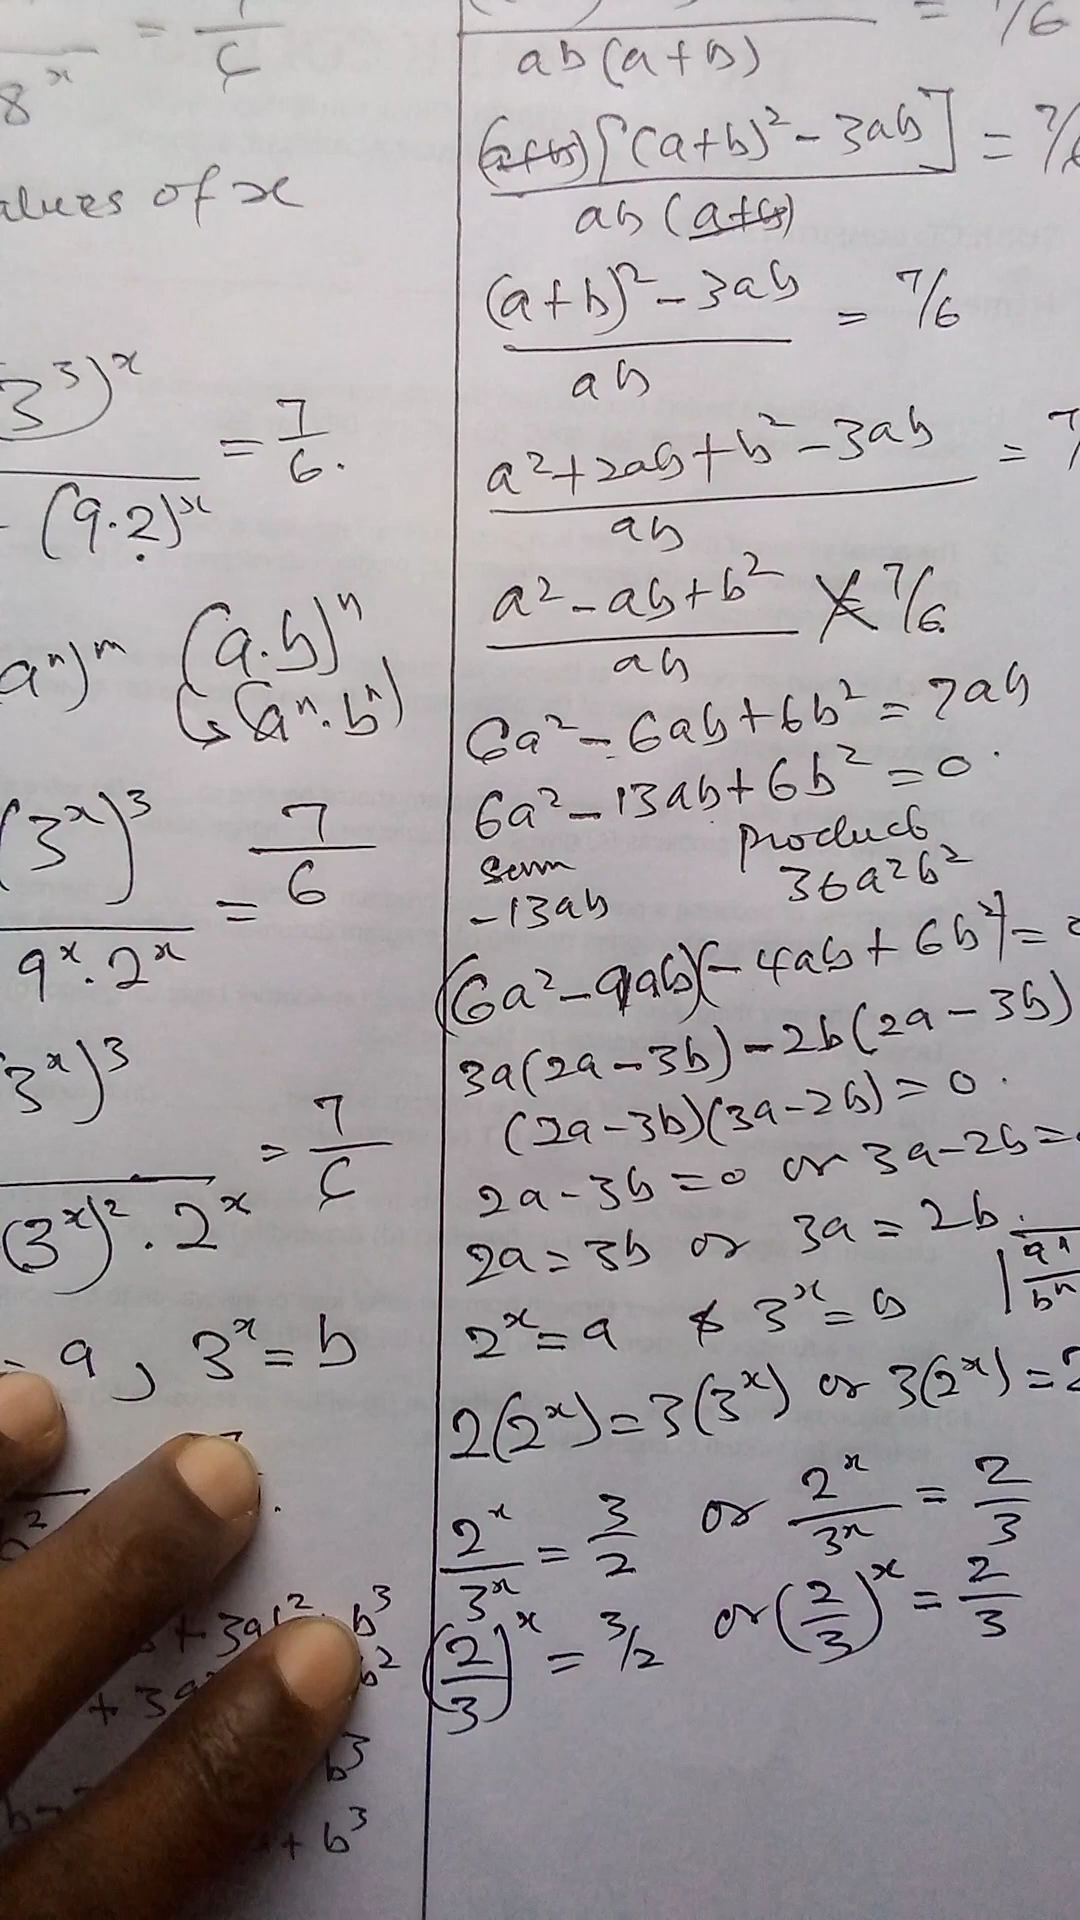 = 7/6
8^x
values of x
3^3)^x = 7/6.
(9.2)^x
a^n)^m (a.b)^n
↳(a^n.b^n)
(3^x)^3 = 7/6
9^x.2^x
3^x)^3 = 7/6
(3^x)^2.2^x
= a, 3^x = b
+ b^3
= 7/6
ab(a+b)
(a+b)[(a+b)^2 - 3ab] = 7/6
ab(a+b)
(a+b)^2 - 3ab = 7/6
ab
a^2+2ab+b^2-3ab = 7/
ab
a^2-ab+b^2 = 7/6.
ab
6a^2-6ab+6b^2=7ab
6a^2-13ab+6b^2=0.
sum product
-13ab 36a^2b^2
(6a^2-9ab)(-4ab+6b^2)=
3a(2a-3b)-2b(2a-3b)
(2a-3b)(3a-2b)=0.
2a-3b=0 or 3a-2b=
2a=3b or 3a=2b.
a^n/b^n
2^x=a & 3^x=b
2(2^x)=3(3^x) or 3(2^x)=2
2^x/3^x = 3/2 or 2^x/3^x = 2/3
(2/3)^x = 3/2 or (2/3)^x = 2/3